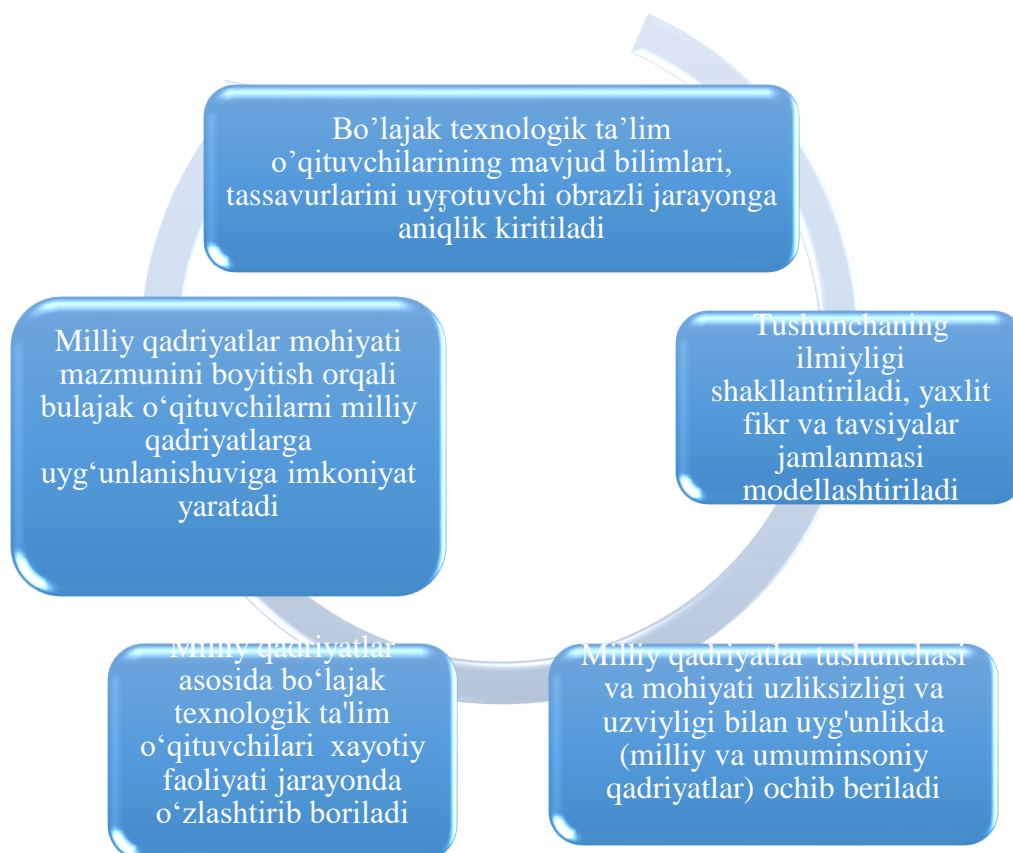 Bo’lajak texnologik ta’lim
o’qituvchilarining mavjud bilimlari,
tassavurlarini uyƒotuvchi obrazli jarayonga
aniqlik kiritiladi
Tushunchaning
ilmiyligi
shakllantiriladi, yaxlit
fikr va tavsiyalar
jamlanmasi
modellashtiriladi
Milliy qadriyatlar tushunchasi
va mohiyati uzliksizligi va
uzviyligi bilan uyg'unlikda
(milliy va umuminsoniy
qadriyatlar) ochib beriladi
Milliy qadriyatlar
asosida bo‘lajak
texnologik ta'lim
o‘qituvchilari xayotiy
faoliyati jarayonda
o‘zlashtirib boriladi
Milliy qadriyatlar mohiyati
mazmunini boyitish orqali
bulajak o‘qituvchilarni milliy
qadriyatlarga
uyg‘unlanishuviga imkoniyat
yaratadi